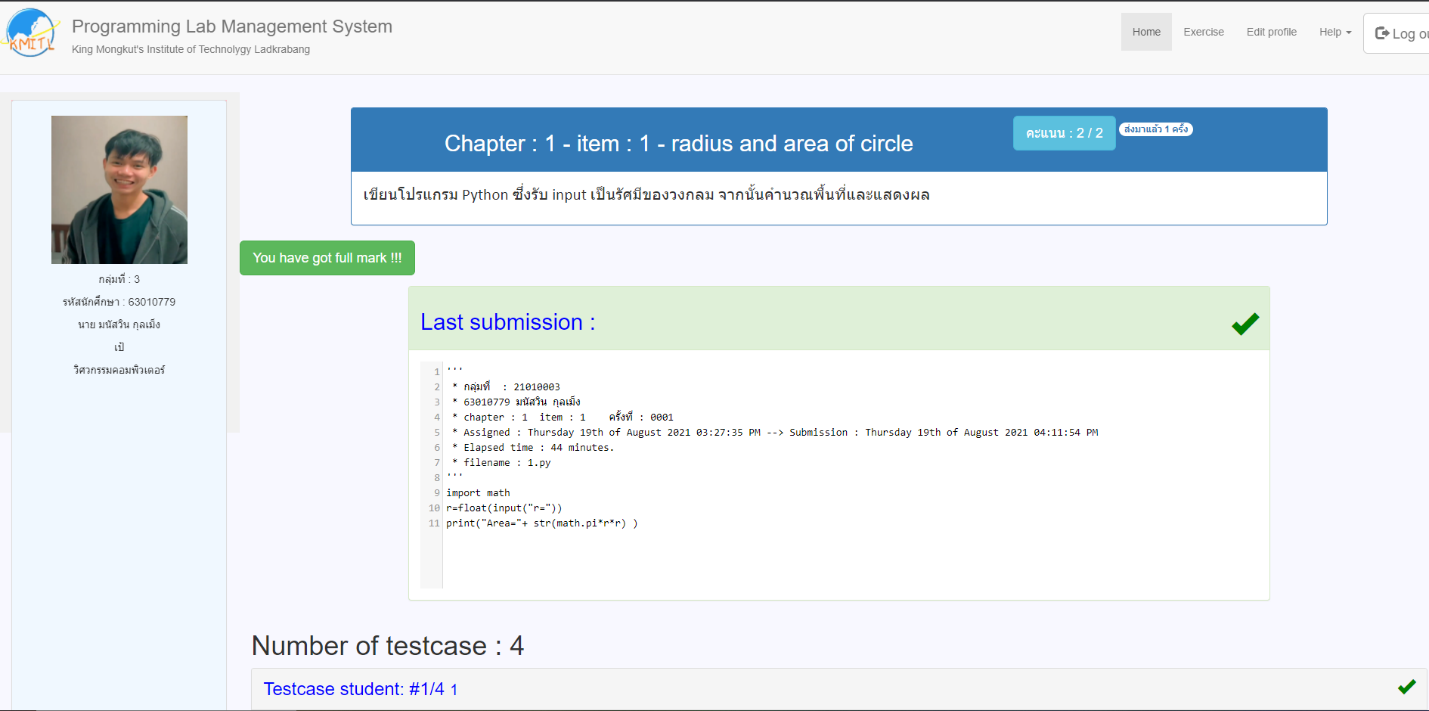 KMITL
Programming Lab Management System
King Mongkut's Institute of Technolygy Ladkrabang
Home Exercise Edit profile Help Log ou
Chapter : 1 - item : 1 - radius and area of circle
คะแนน : 2 / 2 ส่งมาแล้ว 1 ครั้ง
เขียนโปรแกรม Python ซึ่งรับ input เป็นรัศมีของวงกลม จากนั้นคำนวณพื้นที่และแสดงผล
You have got full mark !!!
กลุ่มที่ : 3
รหัสนักศึกษา : 63010779
นาย มนัสวิน กุลเม็ง
เป้
วิศวกรรมคอมพิวเตอร์
Last submission :
1 '''
2 * กลุ่มที่ : 21010003
3 * 63010779 มนัสวิน กุลเม็ง
4 * chapter : 1 item : 1 ครั้งที่ : 0001
5 * Assigned : Thursday 19th of August 2021 03:27:35 PM --> Submission : Thursday 19th of August 2021 04:11:54 PM
6 * Elapsed time : 44 minutes.
7 * filename : 1.py
8 '''
9 import math
10 r=float(input("r="))
11 print("Area="+ str(math.pi*r*r) )
Number of testcase : 4
Testcase student: #1/4 1